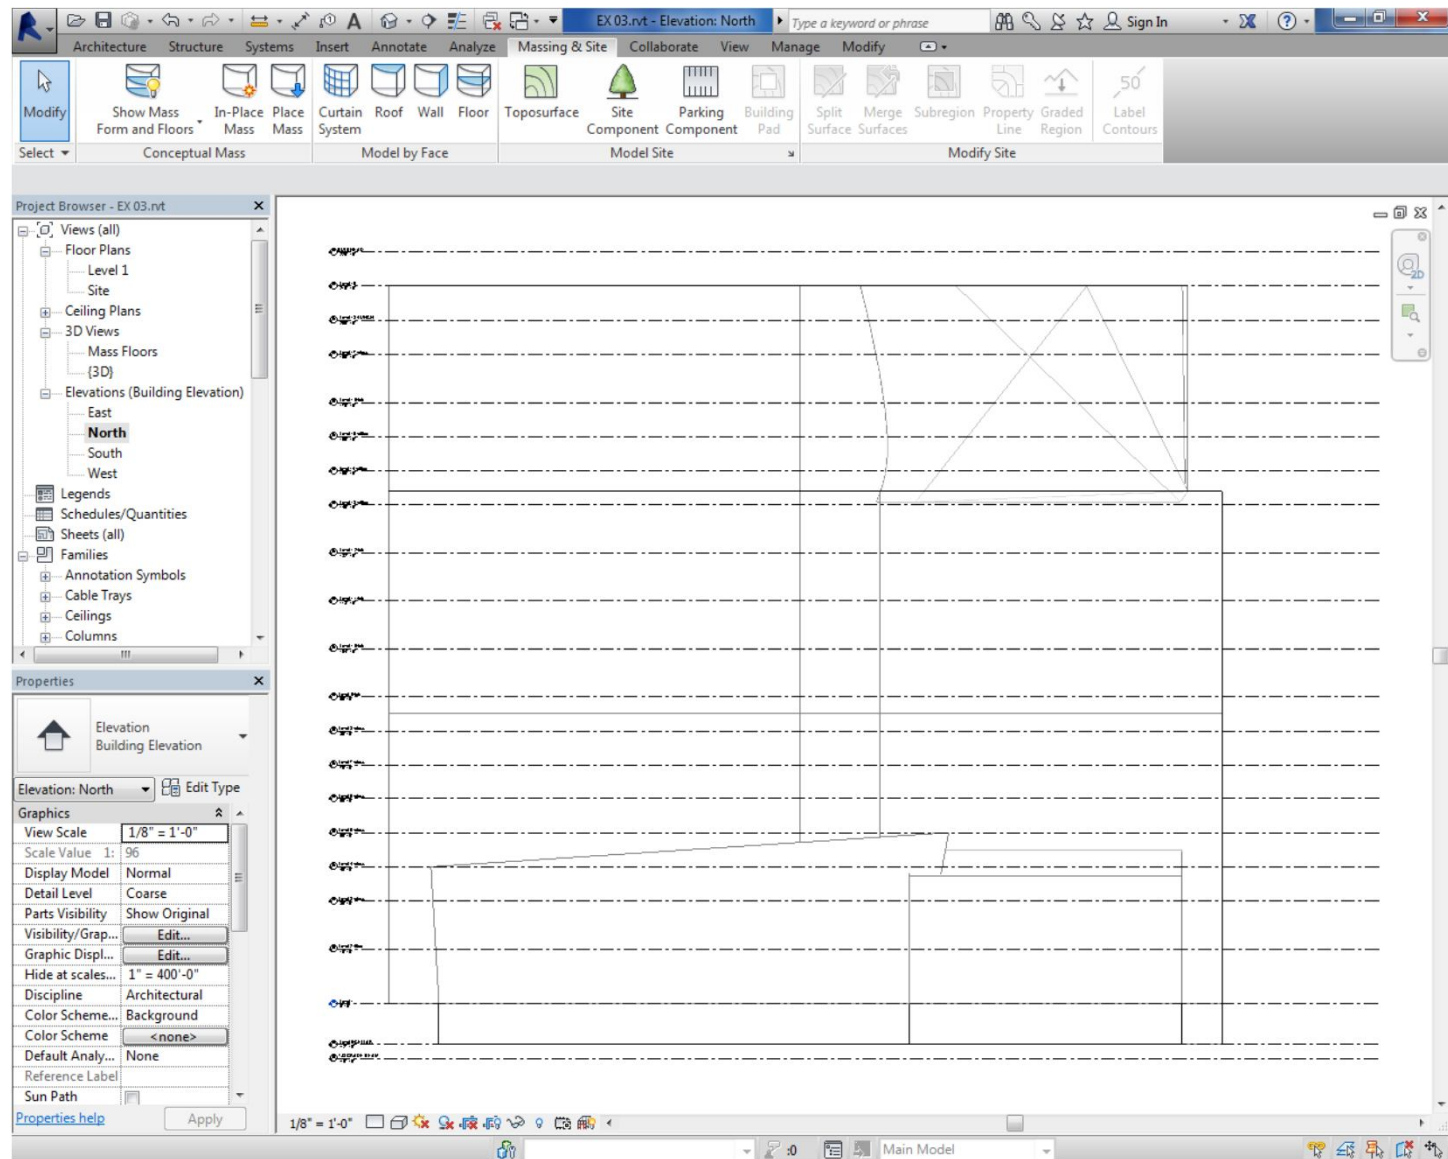 EX 03.rvt - Elevation: North
Type a keyword or phrase
Sign In
Architecture Structure Systems Insert Annotate Analyze Massing & Site Collaborate View Manage Modify
Modify
Show Mass Form and Floors
In-Place Mass
Place Mass
Curtain System
Roof
Wall
Floor
Toposurface
Site Component
Parking Component
Building Pad
Split Surface
Merge Surfaces
Subregion
Property Line
Graded Region
50
Label Contours
Select
Conceptual Mass
Model by Face
Model Site
Modify Site
Project Browser - EX 03.rvt
Views (all)
Floor Plans
Level 1
Site
Ceiling Plans
3D Views
Mass Floors
{3D}
Elevations (Building Elevation)
East
North
South
West
Legends
Schedules/Quantities
Sheets (all)
Families
Annotation Symbols
Cable Trays
Ceilings
Columns
2D
Properties
Elevation
Building Elevation
Elevation: North
Edit Type
Graphics
View Scale 1/8" = 1'-0"
Scale Value 1: 96
Display Model Normal
Detail Level Coarse
Parts Visibility Show Original
Visibility/Grap... Edit...
Graphic Displ... Edit...
Hide at scales... 1" = 400'-0"
Discipline Architectural
Color Scheme... Background
Color Scheme <none>
Default Analy... None
Reference Label
Sun Path
Properties help
Apply
1/8" = 1'-0"
:0
Main Model